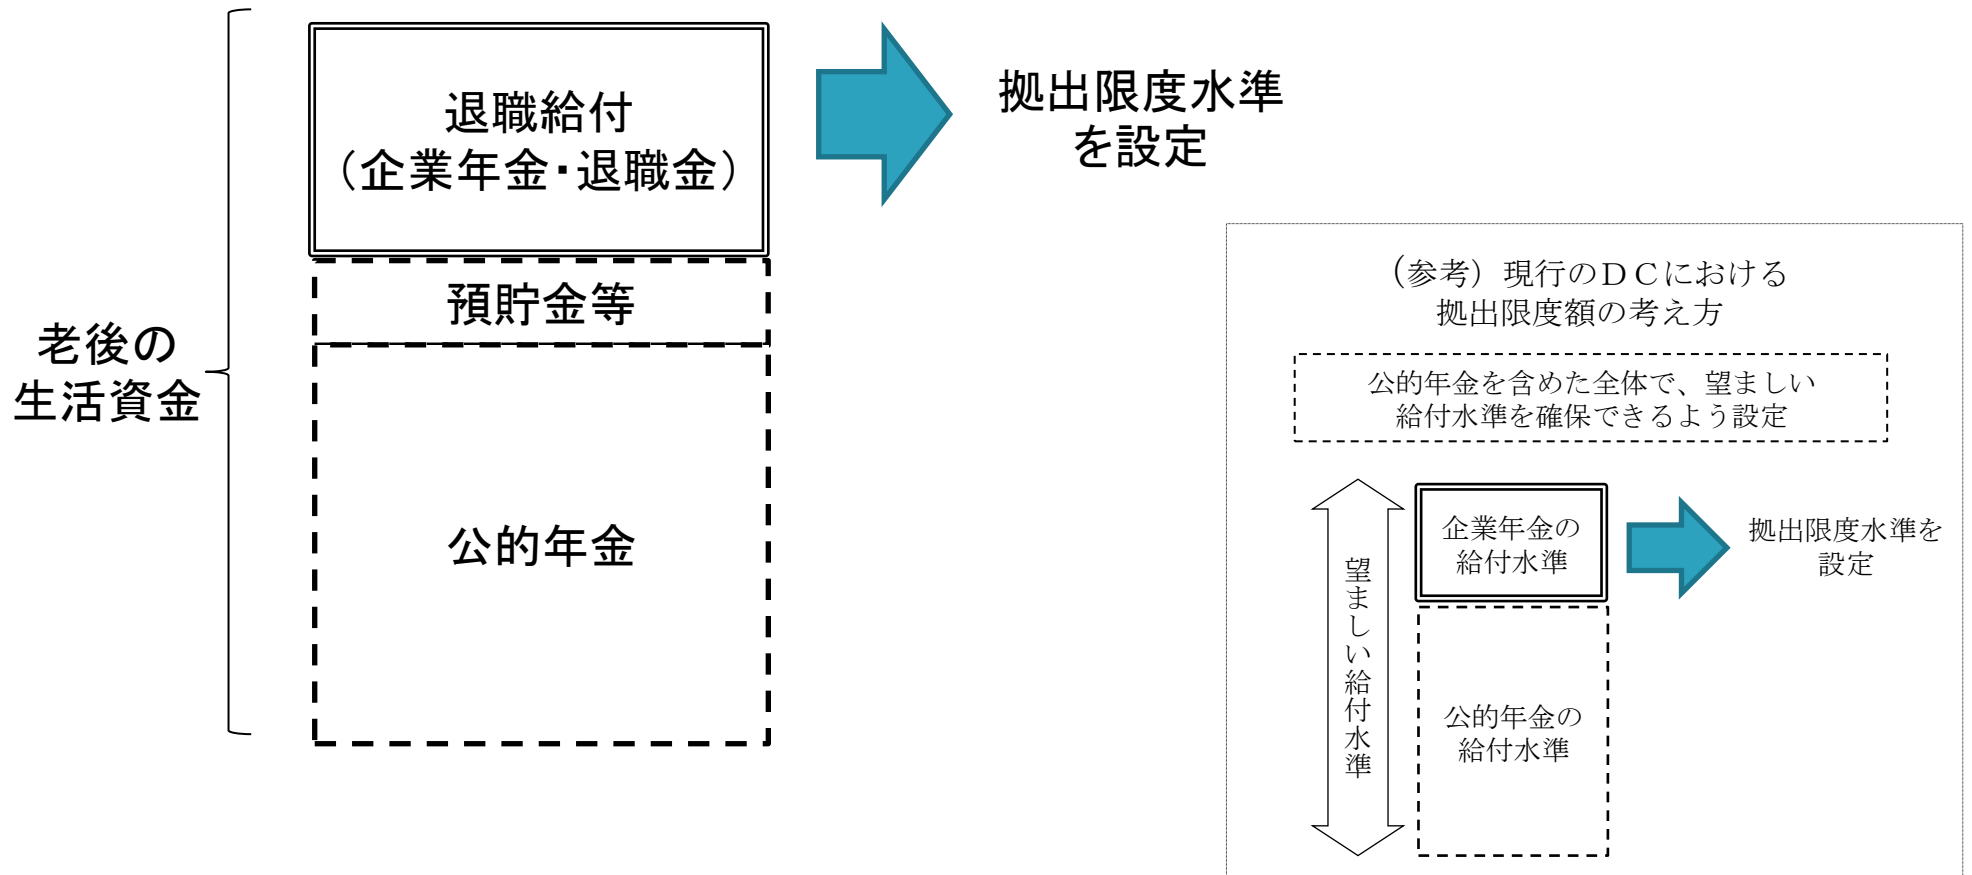 退職給付
（企業年金・退職金）
拠出限度水準
を設定
預貯金等
老後の
生活資金
公的年金
（参考）現行のＤＣにおける
拠出限度額の考え方
公的年金を含めた全体で、望ましい
給付水準を確保できるよう設定
望ましい給付水準
企業年金の
給付水準
拠出限度水準を
設定
公的年金の
給付水準